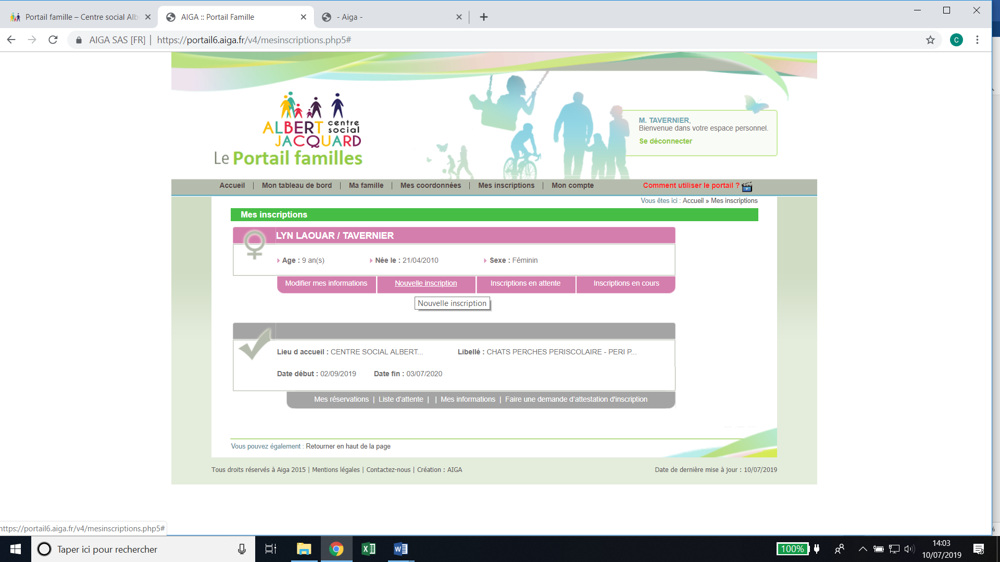 Portail famille – Centre social Alb
AIGA :: Portail Famille
- Aiga -
AIGA SAS [FR] | https://portail6.aiga.fr/v4/mesinscriptions.php5#
C
ALBERT centre social
JACQUARD
Le Portail familles
M. TAVERNIER,
Bienvenue dans votre espace personnel.
Se déconnecter
Accueil | Mon tableau de bord | Ma famille | Mes coordonnées | Mes inscriptions | Mon compte
Comment utiliser le portail ?
Vous êtes ici : Accueil » Mes inscriptions
Mes inscriptions
LYN LAOUAR / TAVERNIER
Age : 9 an(s) Née le : 21/04/2010 Sexe : Féminin
Modifier mes informations Nouvelle inscription Inscriptions en attente Inscriptions en cours
Nouvelle inscription
Lieu d accueil : CENTRE SOCIAL ALBERT... Libellé : CHATS PERCHES PERISCOLAIRE - PERI P...
Date début : 02/09/2019 Date fin : 03/07/2020
Mes réservations | Liste d'attente | | Mes informations | Faire une demande d'attestation d'inscription
Vous pouvez également : Retourner en haut de la page
Tous droits réservés à Aiga 2015 | Mentions légales | Contactez-nous | Création : AIGA
Date de dernière mise à jour : 10/07/2019
https://portail6.aiga.fr/v4/mesinscriptions.php5#
Taper ici pour rechercher
100%
14:03
10/07/2019